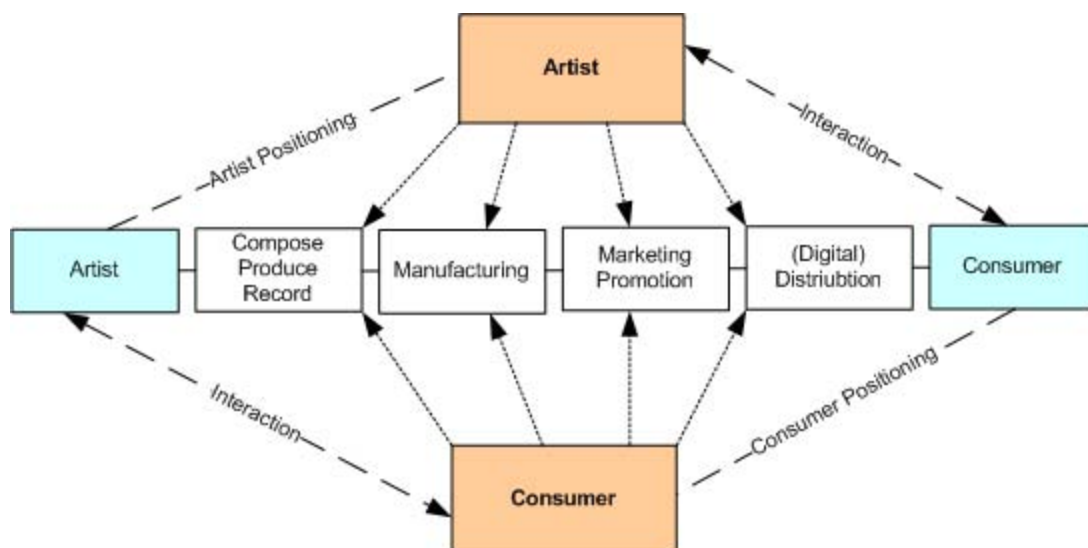 Artist
Artist Positioning
Interaction
Artist
Compose
Produce
Record
Manufacturing
Marketing
Promotion
(Digital)
Distriubtion
Consumer
Interaction
Consumer Positioning
Consumer